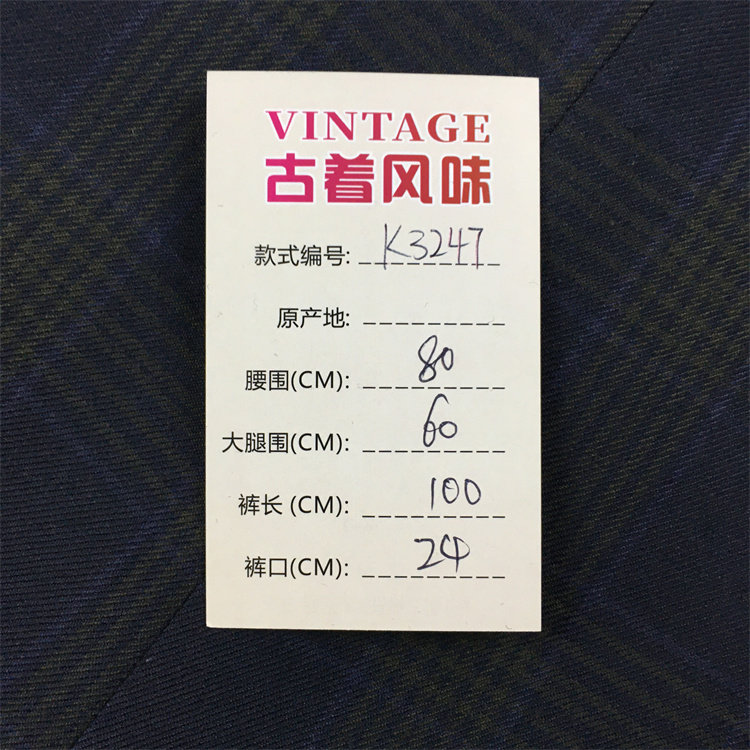 VINTAGE
古着风味
款式编号: K3247
原产地:
腰围(CM): 80
大腿围(CM): 60
裤长 (CM): 100
裤口(CM): 24